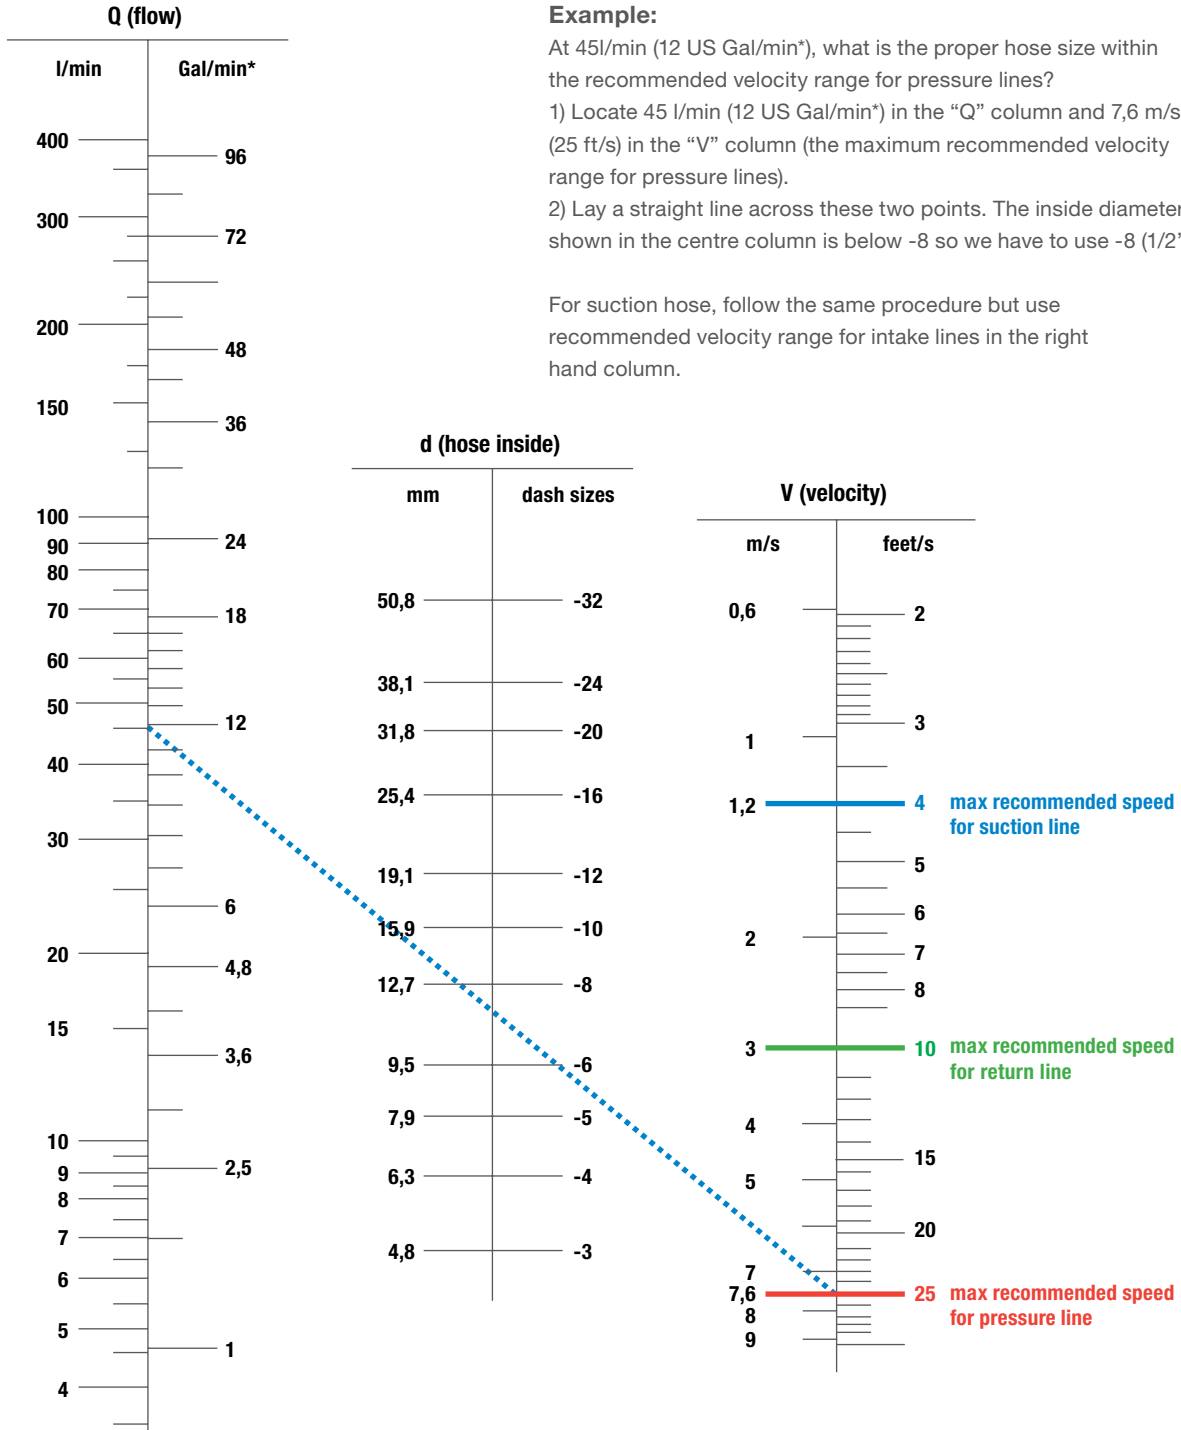 Q (flow)
l/min Gal/min*
400
96
300
72
200
48
150
36
100
24
90
80
70
18
60
50
12
40
30
6
20
4,8
15
3,6
10
2,5
9
8
7
6
5
1
4
Example:
At 45l/min (12 US Gal/min*), what is the proper hose size within
the recommended velocity range for pressure lines?
1) Locate 45 l/min (12 US Gal/min*) in the “Q” column and 7,6 m/s
(25 ft/s) in the “V” column (the maximum recommended velocity
range for pressure lines).
2) Lay a straight line across these two points. The inside diameter
shown in the centre column is below -8 so we have to use -8 (1/2”
For suction hose, follow the same procedure but use
recommended velocity range for intake lines in the right
hand column.
d (hose inside)
mm dash sizes
50,8 -32
38,1 -24
31,8 -20
25,4 -16
19,1 -12
15,9 -10
12,7 -8
9,5 -6
7,9 -5
6,3 -4
4,8 -3
V (velocity)
m/s feet/s
0,6 2
3
1
1,2 4 max recommended speed
for suction line
5
6
2
7
8
3 10 max recommended speed
for return line
4
15
5
20
7
7,6 25 max recommended speed
for pressure line
8
9